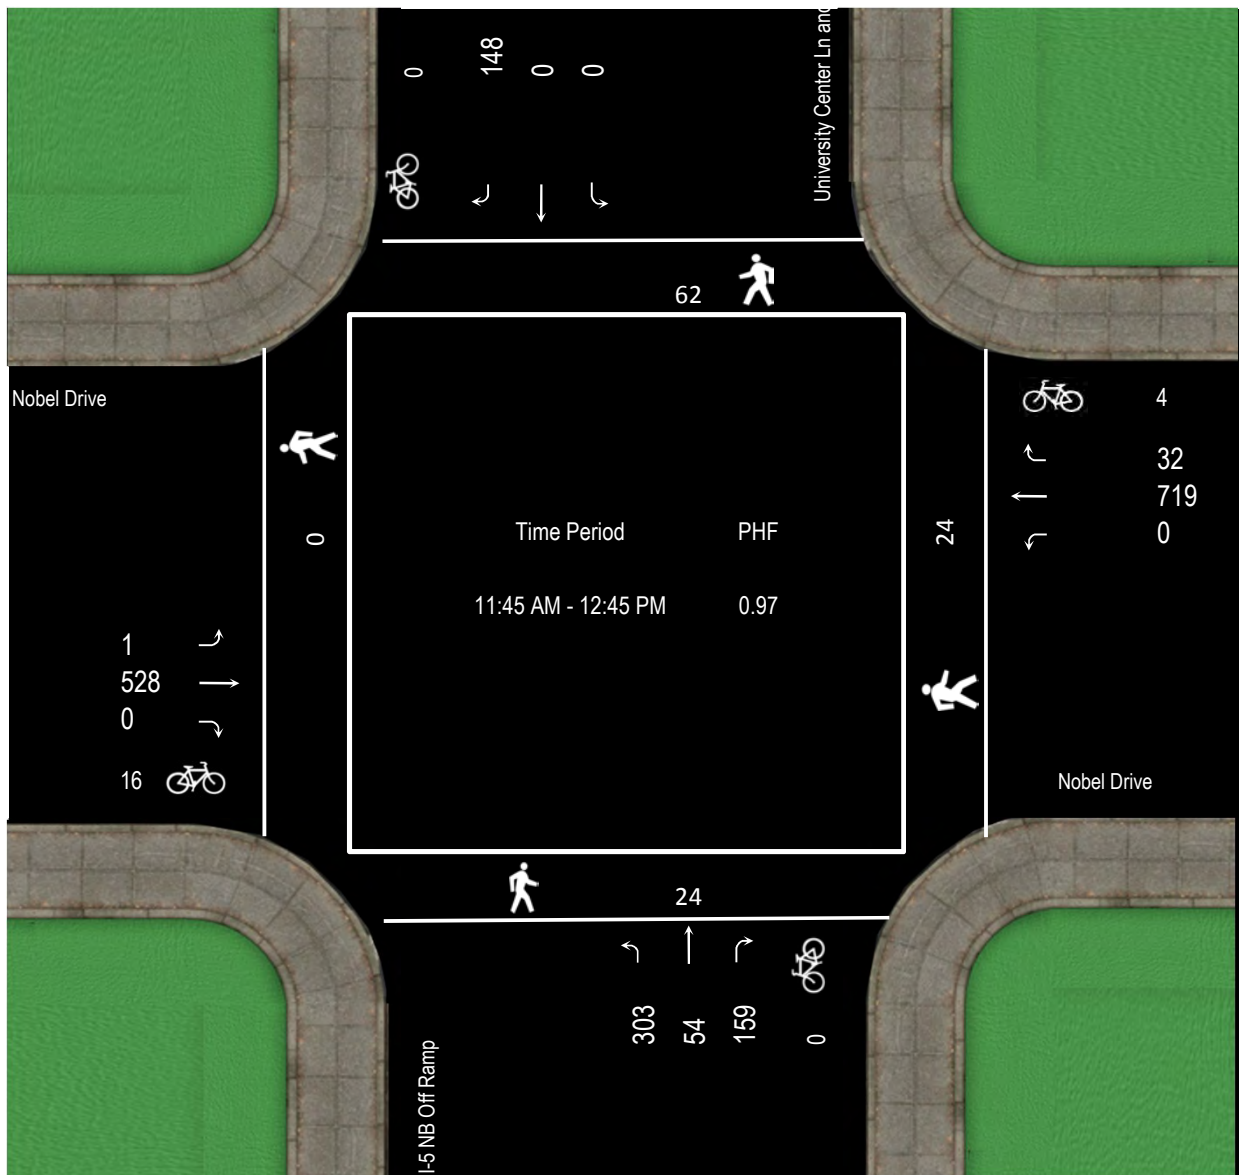 0 148 0 0
University Center Ln and
62
Nobel Drive
4
32
719
0
0
24
Time Period PHF
11:45 AM - 12:45 PM 0.97
1
528
0
16
Nobel Drive
24
303 54 159 0
I-5 NB Off Ramp